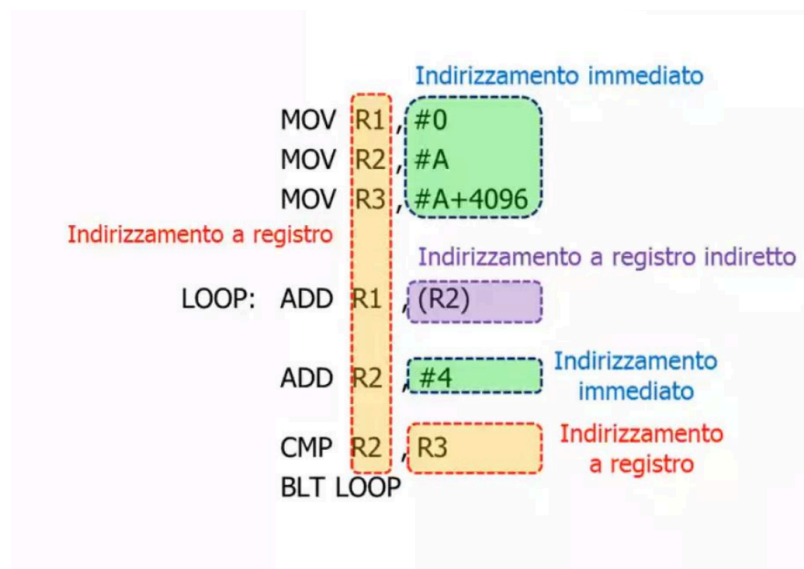 Indirizzamento immediato
MOV R1 , #0
MOV R2 , #A
MOV R3 , #A+4096
Indirizzamento a registro
Indirizzamento a registro indiretto
LOOP: ADD R1 , (R2)
ADD R2 , #4
Indirizzamento
immediato
CMP R2 , R3
Indirizzamento
a registro
BLT LOOP